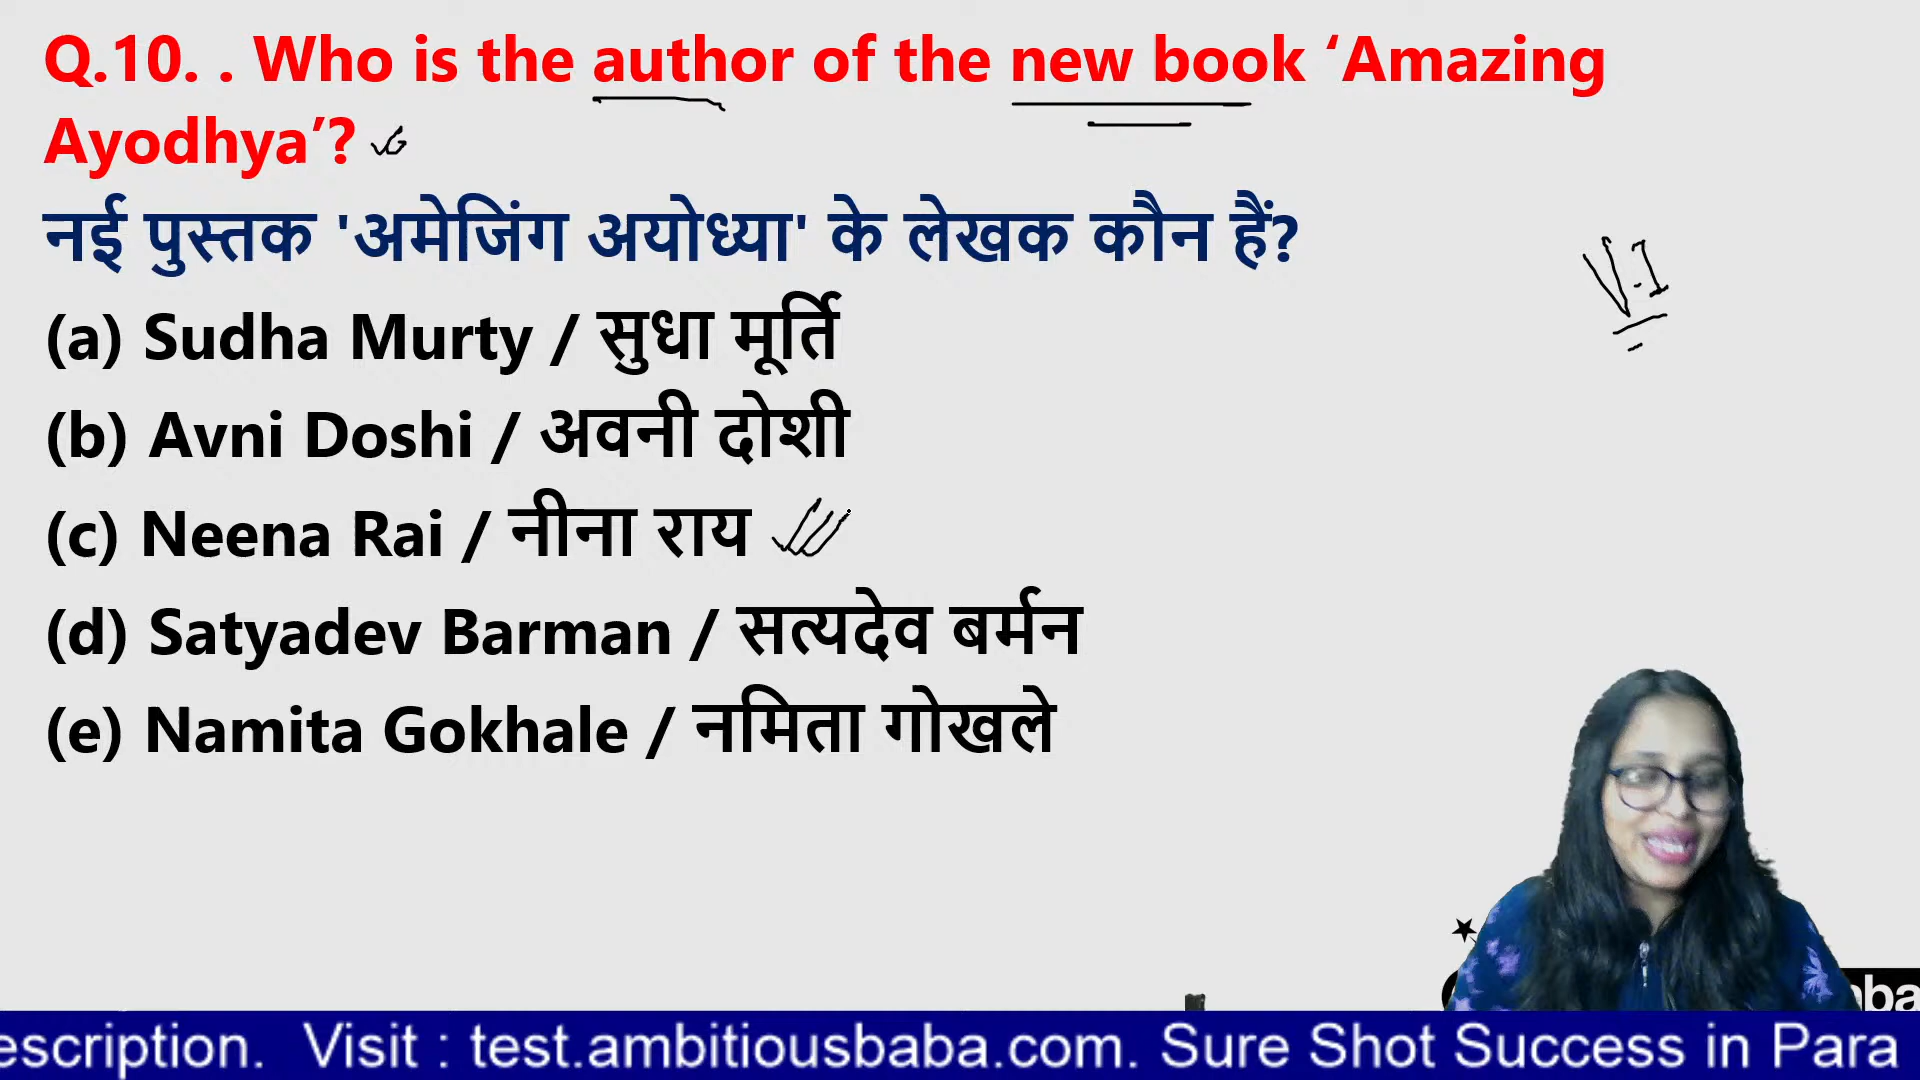 Q.10. . Who is the author of the new book ‘Amazing
Ayodhya’?
नई पुस्तक 'अमेजिंग अयोध्या' के लेखक कौन हैं?
V.I
(a) Sudha Murty / सुधा मूर्ति
(b) Avni Doshi / अवनी दोशी
(c) Neena Rai / नीना राय
(d) Satyadev Barman / सत्यदेव बर्मन
(e) Namita Gokhale / नमिता गोखले
aba
escription. Visit : test.ambitiousbaba.com. Sure Shot Success in Para